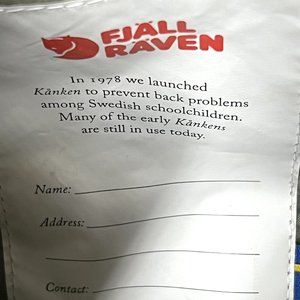 FJÄLL
RÄVEN
In 1978 we launched
Kånken to prevent back problems
among Swedish schoolchildren.
Many of the early Kånkens
are still in use today.
Name:
Address:
Contact: